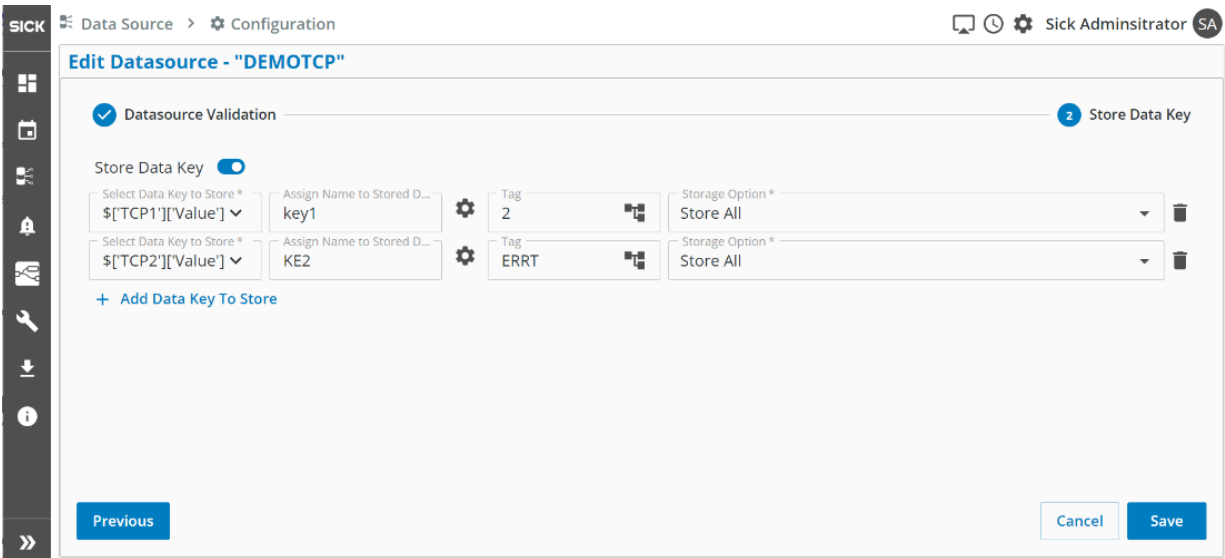 SICK Data Source > Configuration Sick Adminsitrator SA
Edit Datasource - "DEMOTCP"
Datasource Validation 2 Store Data Key
Store Data Key
Select Data Key to Store * Assign Name to Stored D... Tag Storage Option *
$['TCP1']['Value'] key1 2 Store All
Select Data Key to Store * Assign Name to Stored D... Tag Storage Option *
$['TCP2']['Value'] KE2 ERRT Store All
+ Add Data Key To Store
Previous Cancel Save